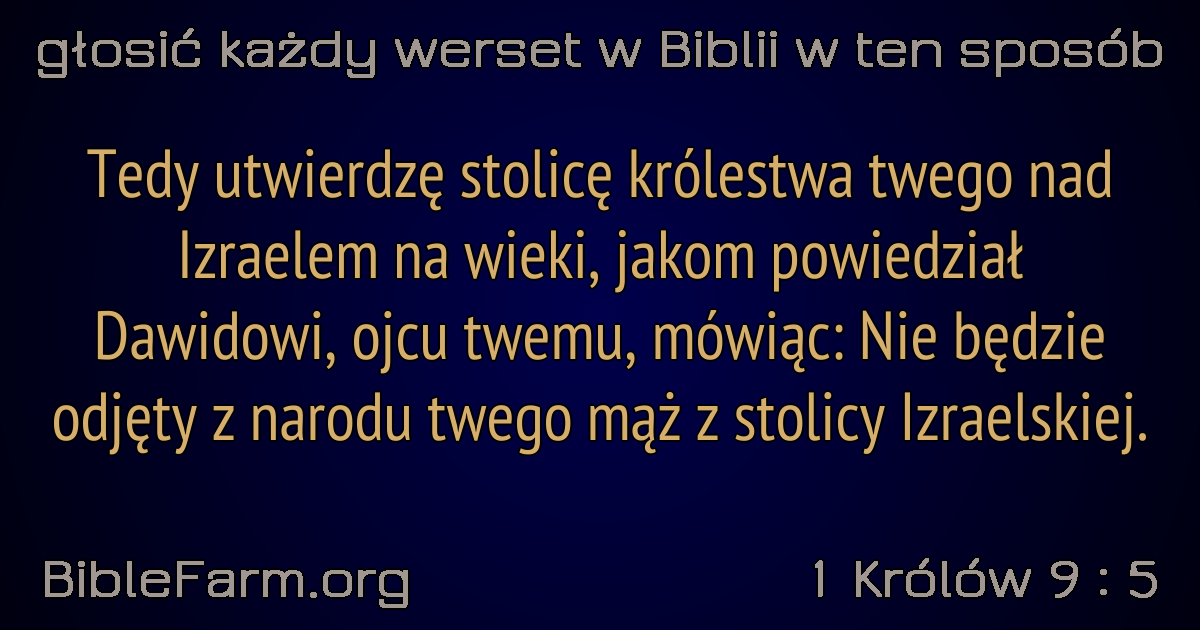 głosić każdy werset w Biblii w ten sposób
Tedy utwierdzę stolicę królestwa twego nad
Izraelem na wieki, jakom powiedział
Dawidowi, ojcu twemu, mówiąc: Nie będzie
odjęty z narodu twego mąż z stolicy Izraelskiej.
BibleFarm.org
1 Królów 9 : 5